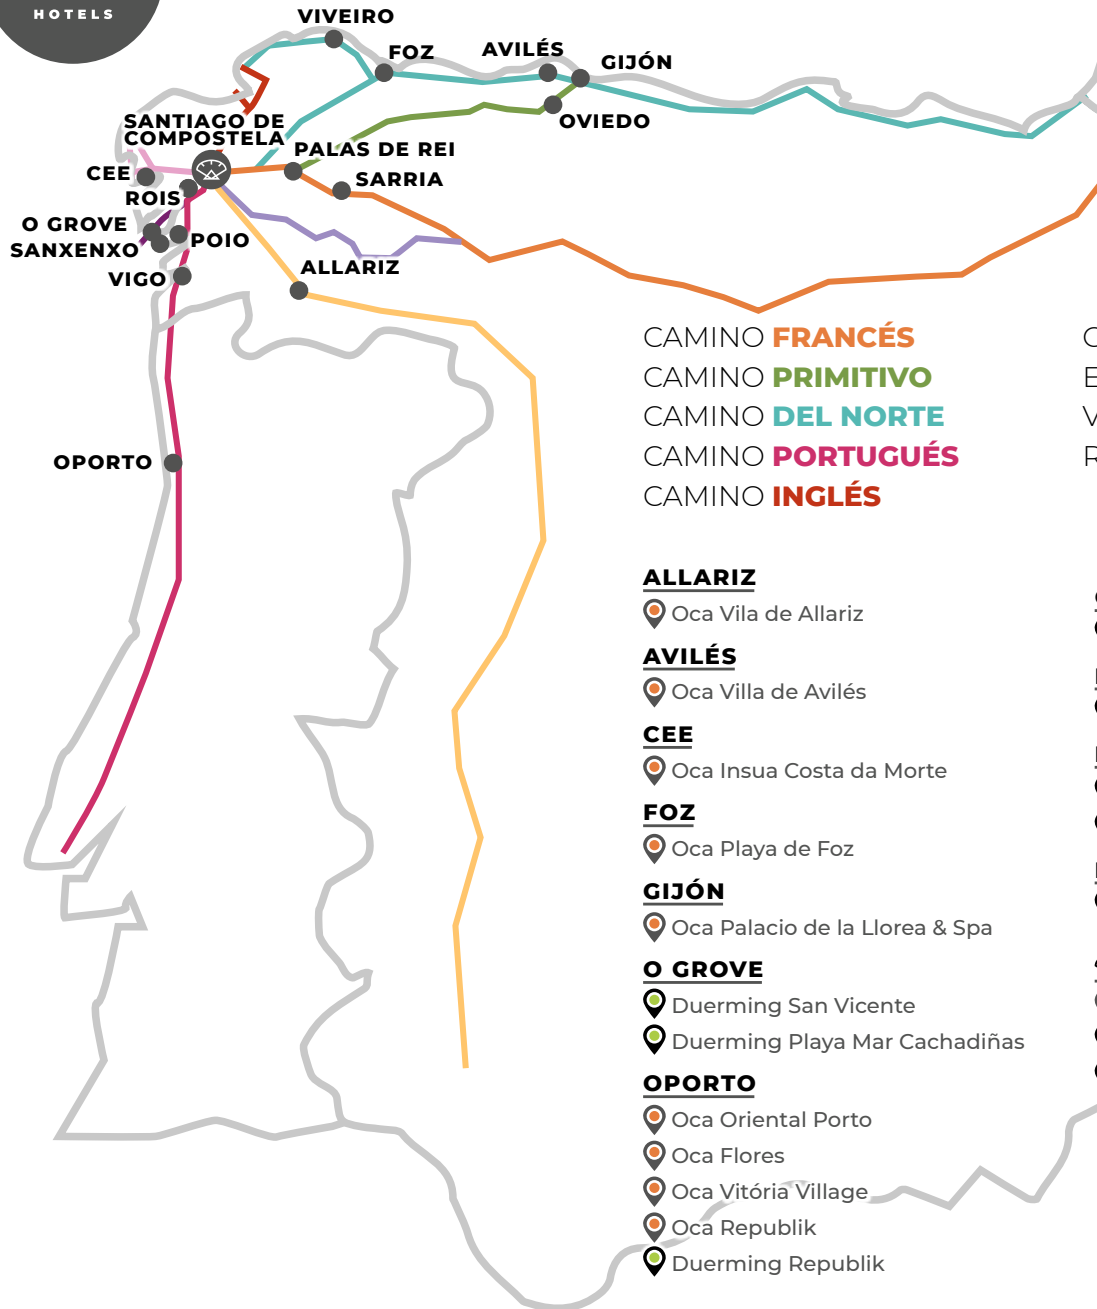 HOTELS
VIVEIRO
FOZ
AVILÉS
GIJÓN
OVIEDO
SANTIAGO DE
COMPOSTELA
PALAS DE REI
CEE
SARRIA
ROIS
O GROVE
POIO
SANXENXO
VIGO
ALLARIZ
OPORTO
CAMINO FRANCÉS
CAMINO PRIMITIVO
CAMINO DEL NORTE
CAMINO PORTUGUÉS
CAMINO INGLÉS
ALLARIZ
Oca Vila de Allariz
AVILÉS
Oca Villa de Avilés
CEE
Oca Insua Costa da Morte
FOZ
Oca Playa de Foz
GIJÓN
Oca Palacio de la Llorea & Spa
O GROVE
Duerming San Vicente
Duerming Playa Mar Cachadiñas
OPORTO
Oca Oriental Porto
Oca Flores
Oca Vitória Village
Oca Republik
Duerming Republik